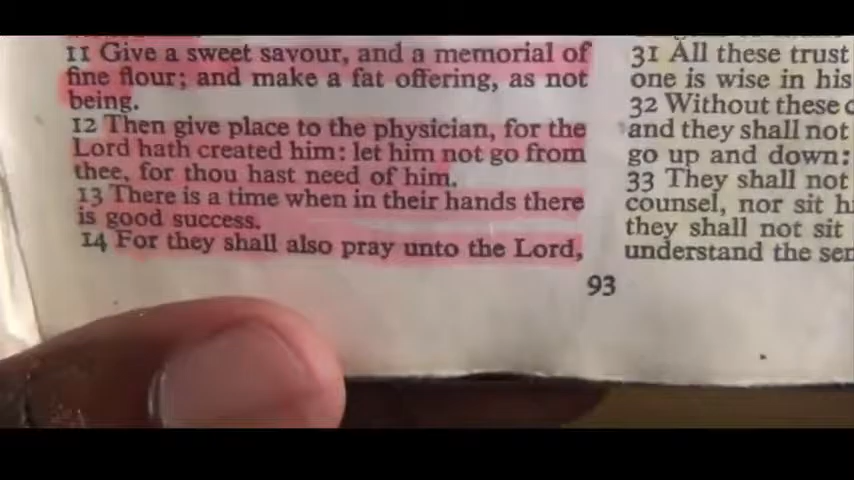 11 Give a sweet savour, and a memorial of
fine flour; and make a fat offering, as not
being.
12 Then give place to the physician, for the
Lord hath created him: let him not go from
thee, for thou hast need of him.
13 There is a time when in their hands there
is good success.
14 For they shall also pray unto the Lord,
31 All these trust
one is wise in his
32 Without these
and they shall not
go up and down:
33 They shall not
counsel, nor sit
they shall not sit
understand the
93